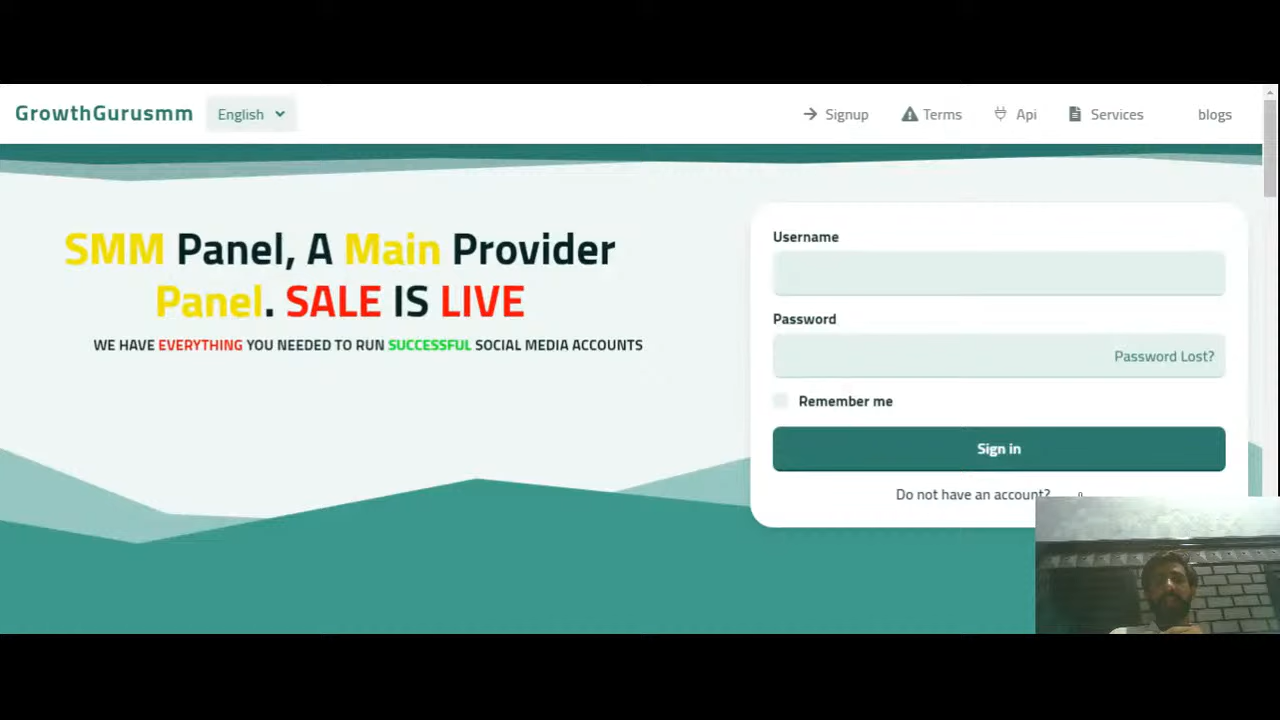 GrowthGurusmm
English
Signup
Terms
Api
Services
blogs
SMM Panel, A Main Provider
Panel. SALE IS LIVE
WE HAVE EVERYTHING YOU NEEDED TO RUN SUCCESSFUL SOCIAL MEDIA ACCOUNTS
Username
Password
Password Lost?
Remember me
Sign in
Do not have an account?